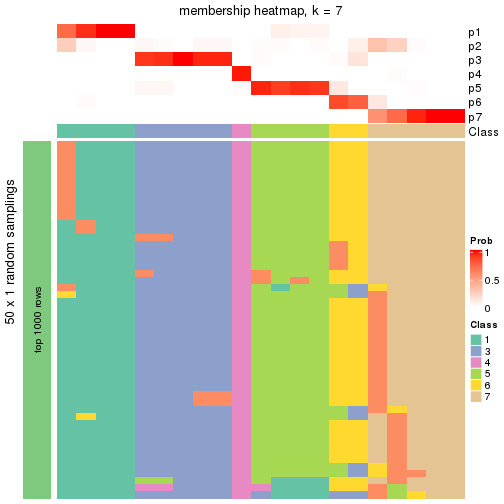 membership heatmap, k = 7
p1
p2
p3
p4
p5
p6
p7
Class
50 x 1 random samplings
top 1000 rows
Prob
1
0.5
0
Class
1
3
4
5
6
7